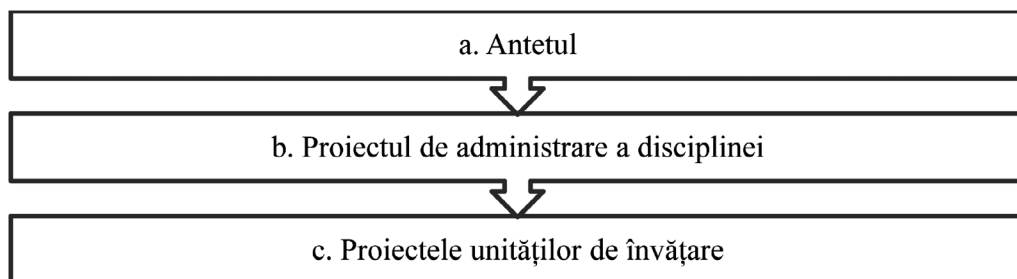 a. Antetul
b. Proiectul de administrare a disciplinei
c. Proiectele unităților de învățare